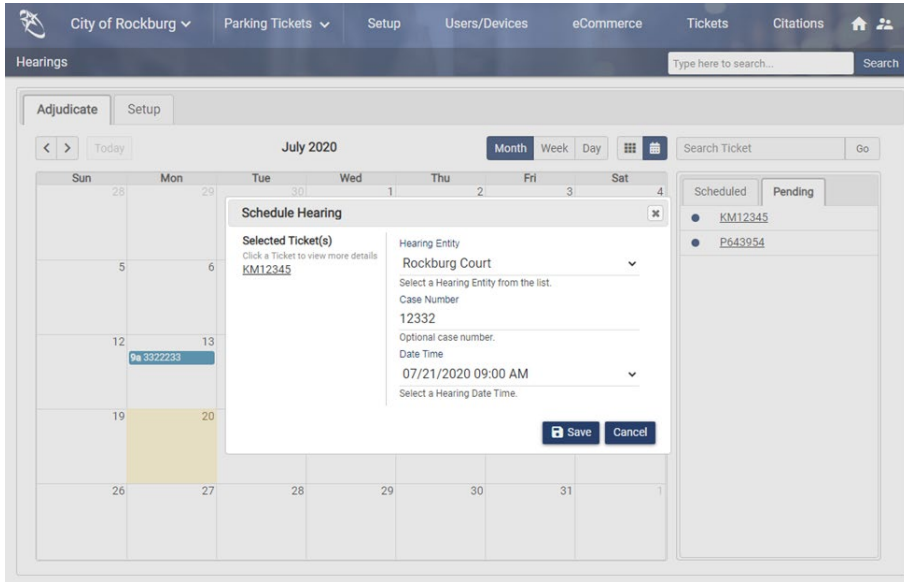 City of Rockburg Parking Tickets Setup Users/Devices eCommerce Tickets Citations
Hearings Type here to search... Search
Adjudicate Setup
Today July 2020 Month Week Day Search Ticket Go
Sun Mon Tue Wed Thu Fri Sat
28 29 30 1 2 3 4
Scheduled Pending
KM12345
P643954
Schedule Hearing
Selected Ticket(s)
Click a Ticket to view more details
KM12345
Hearing Entity
Rockburg Court
Select a Hearing Entity from the list.
Case Number
12332
Optional case number.
Date Time
07/21/2020 09:00 AM
Select a Hearing Date Time.
Save Cancel
5 6
12 13
9a 3322233
19 20
26 27 28 29 30 31 1